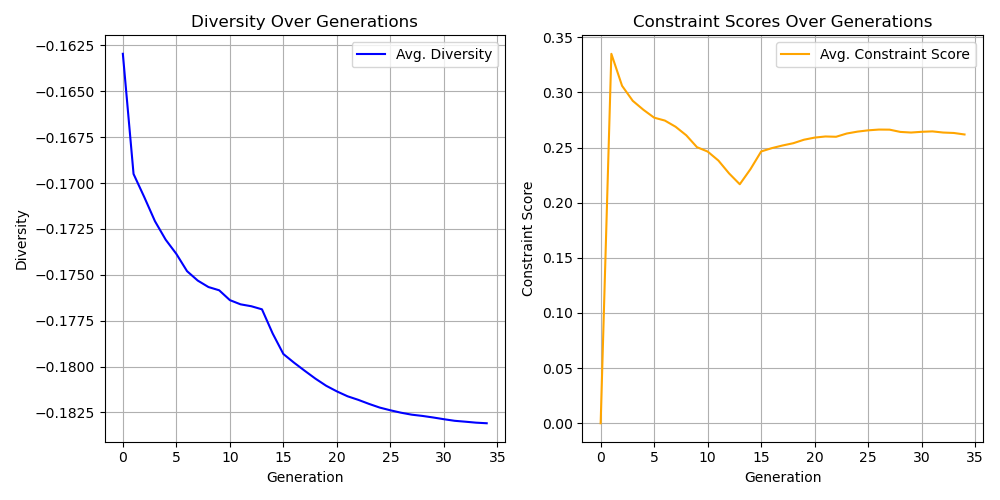 Diversity Over Generations
Avg. Diversity
−0.1625
−0.1650
−0.1675
−0.1700
−0.1725
−0.1750
−0.1775
−0.1800
−0.1825
Diversity
0 5 10 15 20 25 30 35
Generation
Constraint Scores Over Generations
Avg. Constraint Score
0.35
0.30
0.25
0.20
0.15
0.10
0.05
0.00
Constraint Score
0 5 10 15 20 25 30 35
Generation